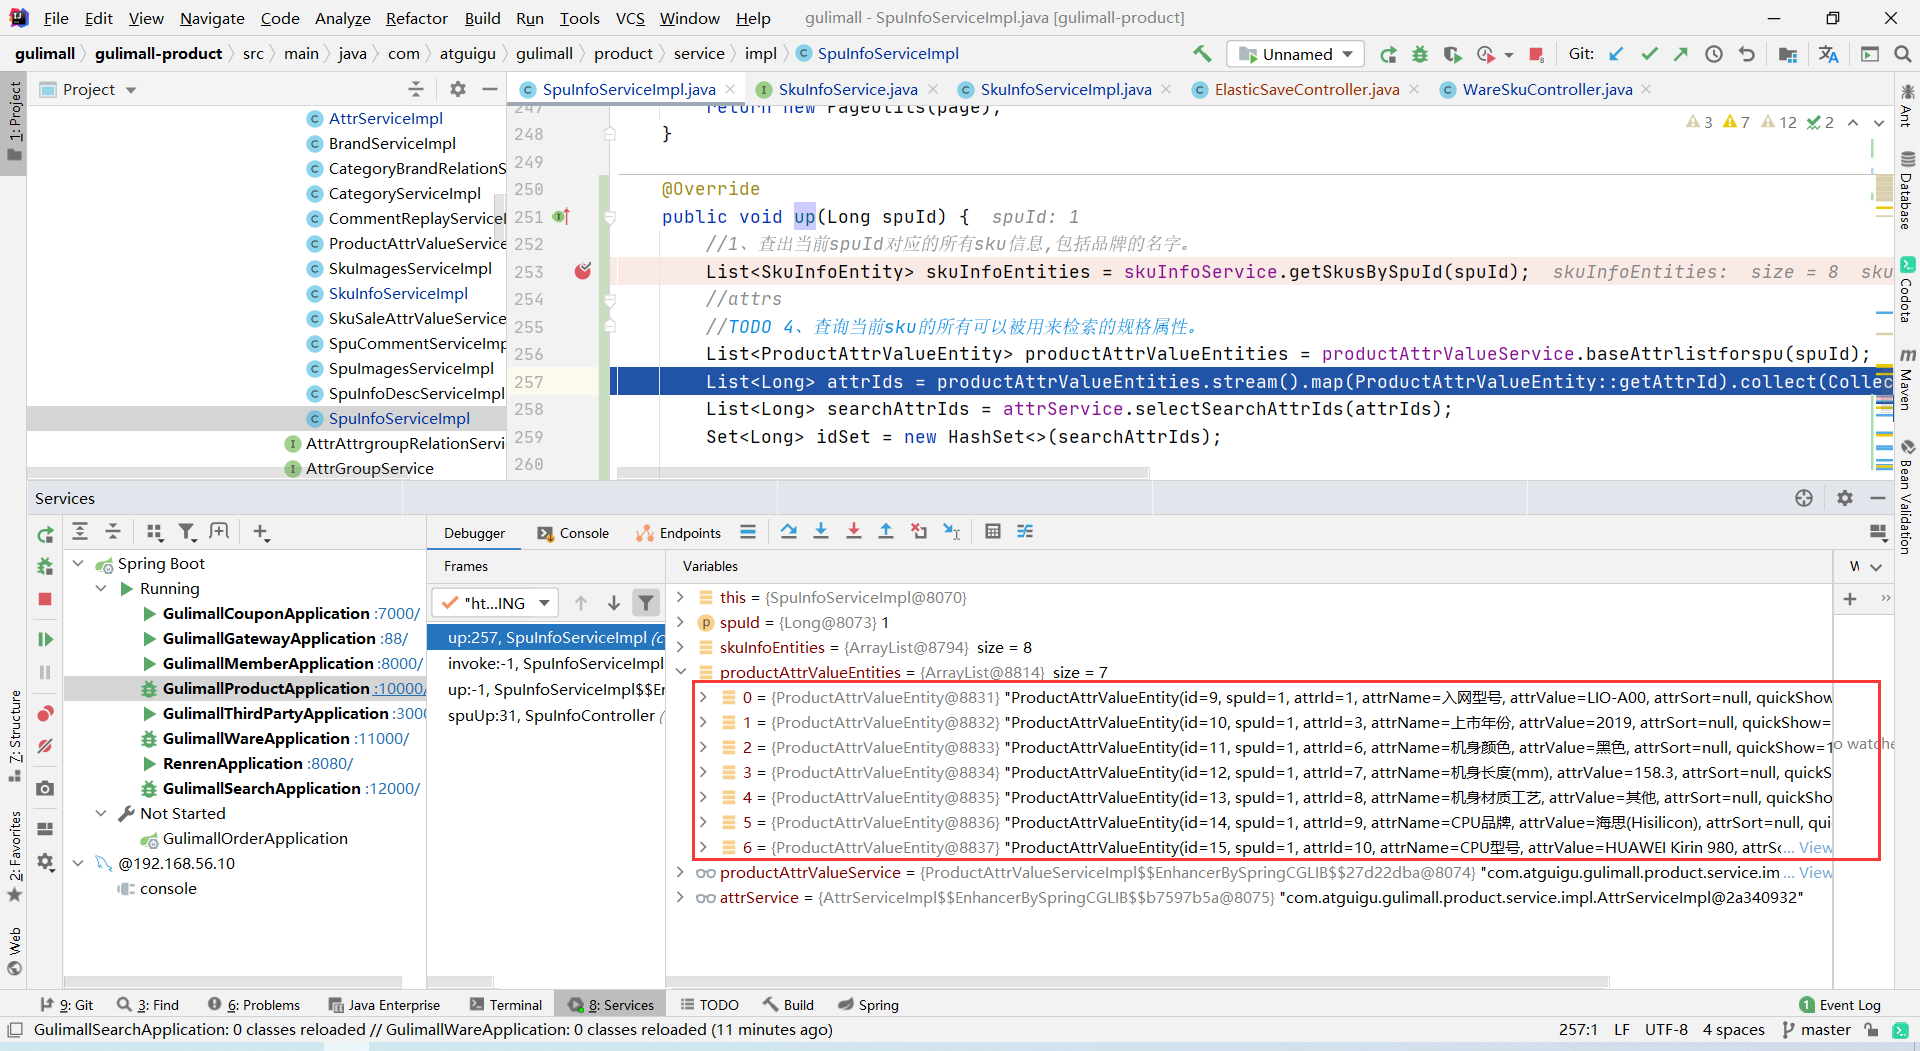 File Edit View Navigate Code Analyze Refactor Build Run Tools VCS Window Help gulimall - SpuInfoServiceImpl.java [gulimall-product]
gulimall gulimall-product src main java com atguigu gulimall product service impl SpuInfoServiceImpl Unnamed Git:
1: Project
Project
SpuInfoServiceImpl.java SkuInfoService.java SkuInfoServiceImpl.java ElasticSaveController.java WareSkuController.java
AttrServiceImpl
BrandServiceImpl
CategoryBrandRelationS
CategoryServiceImpl
CommentReplayServiceI
ProductAttrValueService
SkuImagesServiceImpl
SkuInfoServiceImpl
SkuSaleAttrValueService
SpuCommentServiceImp
SpuImagesServiceImpl
SpuInfoDescServiceImpl
SpuInfoServiceImpl
AttrAttrgroupRelationServi
AttrGroupService
3 7 12 2
247 return new PageUtils(page);
248 }
249
250 @Override
251 public void up(Long spuId) { spuId: 1
252 //1、查出当前spuId对应的所有sku信息,包括品牌的名字。
253 List<SkuInfoEntity> skuInfoEntities = skuInfoService.getSkusBySpuId(spuId); skuInfoEntities: size = 8 sku
254 //attrs
255 //TODO 4、查询当前sku的所有可以被用来检索的规格属性。
256 List<ProductAttrValueEntity> productAttrValueEntities = productAttrValueService.baseAttrlistforspu(spuId);
257 List<Long> attrIds = productAttrValueEntities.stream().map(ProductAttrValueEntity::getAttrId).collect(Collec
258 List<Long> searchAttrIds = attrService.selectSearchAttrIds(attrIds);
259 Set<Long> idSet = new HashSet<>(searchAttrIds);
260
Ant
Database
Codota
Maven
Bean Validation
Services
Spring Boot
Running
GulimallCouponApplication :7000/
GulimallGatewayApplication :88/
GulimallMemberApplication :8000/
GulimallProductApplication :10000/
GulimallThirdPartyApplication :3000
GulimallWareApplication :11000/
RenrenApplication :8080/
GulimallSearchApplication :12000/
Not Started
GulimallOrderApplication
@192.168.56.10
console
Debugger Console Endpoints
Frames
"ht...ING
up:257, SpuInfoServiceImpl (c
invoke:-1, SpuInfoServiceImpl
up:-1, SpuInfoServiceImpl$$En
spuUp:31, SpuInfoController (
Variables
this = {SpuInfoServiceImpl@8070}
spuId = {Long@8073} 1
skuInfoEntities = {ArrayList@8794} size = 8
productAttrValueEntities = {ArrayList@8814} size = 7
0 = {ProductAttrValueEntity@8831} "ProductAttrValueEntity(id=9, spuId=1, attrId=1, attrName=入网型号, attrValue=LIO-A00, attrSort=null, quickShow
1 = {ProductAttrValueEntity@8832} "ProductAttrValueEntity(id=10, spuId=1, attrId=3, attrName=上市年份, attrValue=2019, attrSort=null, quickShow=
2 = {ProductAttrValueEntity@8833} "ProductAttrValueEntity(id=11, spuId=1, attrId=6, attrName=机身颜色, attrValue=黑色, attrSort=null, quickShow=1
3 = {ProductAttrValueEntity@8834} "ProductAttrValueEntity(id=12, spuId=1, attrId=7, attrName=机身长度(mm), attrValue=158.3, attrSort=null, quickS
4 = {ProductAttrValueEntity@8835} "ProductAttrValueEntity(id=13, spuId=1, attrId=8, attrName=机身材质工艺, attrValue=其他, attrSort=null, quickSho
5 = {ProductAttrValueEntity@8836} "ProductAttrValueEntity(id=14, spuId=1, attrId=9, attrName=CPU品牌, attrValue=海思(Hisilicon), attrSort=null, qui
6 = {ProductAttrValueEntity@8837} "ProductAttrValueEntity(id=15, spuId=1, attrId=10, attrName=CPU型号, attrValue=HUAWEI Kirin 980, attrSc... View
productAttrValueService = {ProductAttrValueServiceImpl$$EnhancerBySpringCGLIB$$27d22dba@8074} "com.atguigu.gulimall.product.service.im ... View
attrService = {AttrServiceImpl$$EnhancerBySpringCGLIB$$b7597b5a@8075} "com.atguigu.gulimall.product.service.impl.AttrServiceImpl@2a340932"
W
o watche
7: Structure
2: Favorites
Web
9: Git 3: Find 6: Problems Java Enterprise Terminal 8: Services TODO Build Spring 1 Event Log
GulimallSearchApplication: 0 classes reloaded // GulimallWareApplication: 0 classes reloaded (11 minutes ago) 257:1 LF UTF-8 4 spaces master